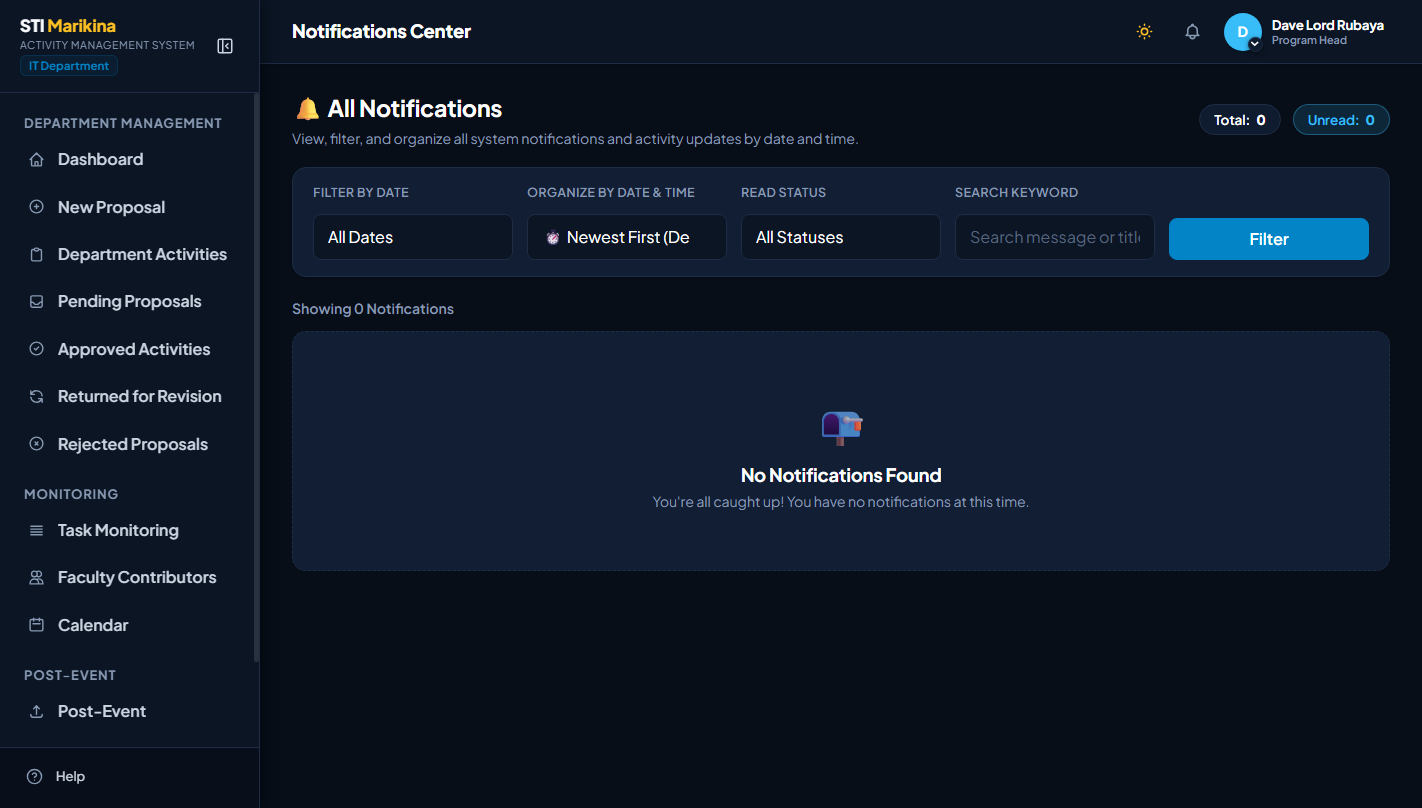 STI Marikina
ACTIVITY MANAGEMENT SYSTEM
IT Department
DEPARTMENT MANAGEMENT
Dashboard
New Proposal
Department Activities
Pending Proposals
Approved Activities
Returned for Revision
Rejected Proposals
MONITORING
Task Monitoring
Faculty Contributors
Calendar
POST-EVENT
Post-Event
Help
Notifications Center
D
Dave Lord Rubaya
Program Head
All Notifications
View, filter, and organize all system notifications and activity updates by date and time.
Total: 0
Unread: 0
FILTER BY DATE
All Dates
ORGANIZE BY DATE & TIME
Newest First (De
READ STATUS
All Statuses
SEARCH KEYWORD
Search message or titl
Filter
Showing 0 Notifications
No Notifications Found
You're all caught up! You have no notifications at this time.